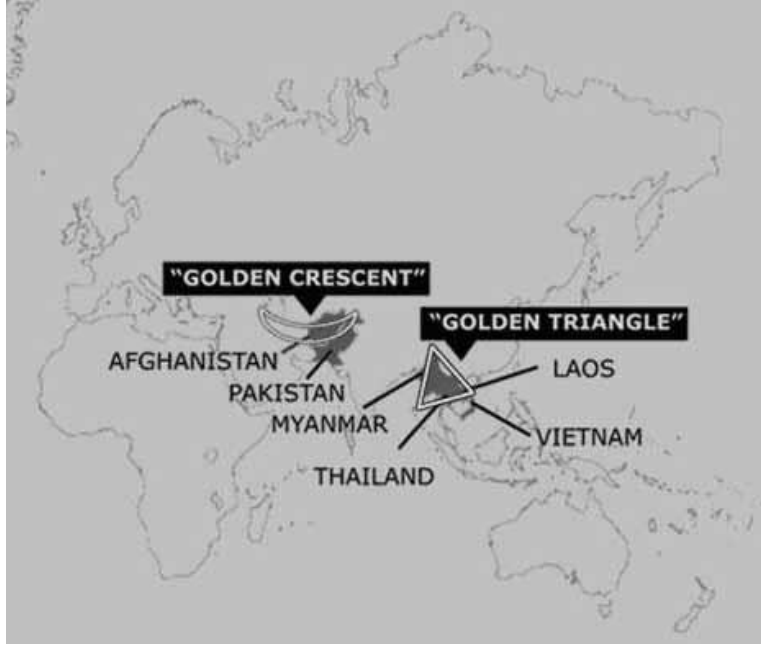 “GOLDEN CRESCENT”
“GOLDEN TRIANGLE”
AFGHANISTAN
LAOS
PAKISTAN
MYANMAR
VIETNAM
THAILAND